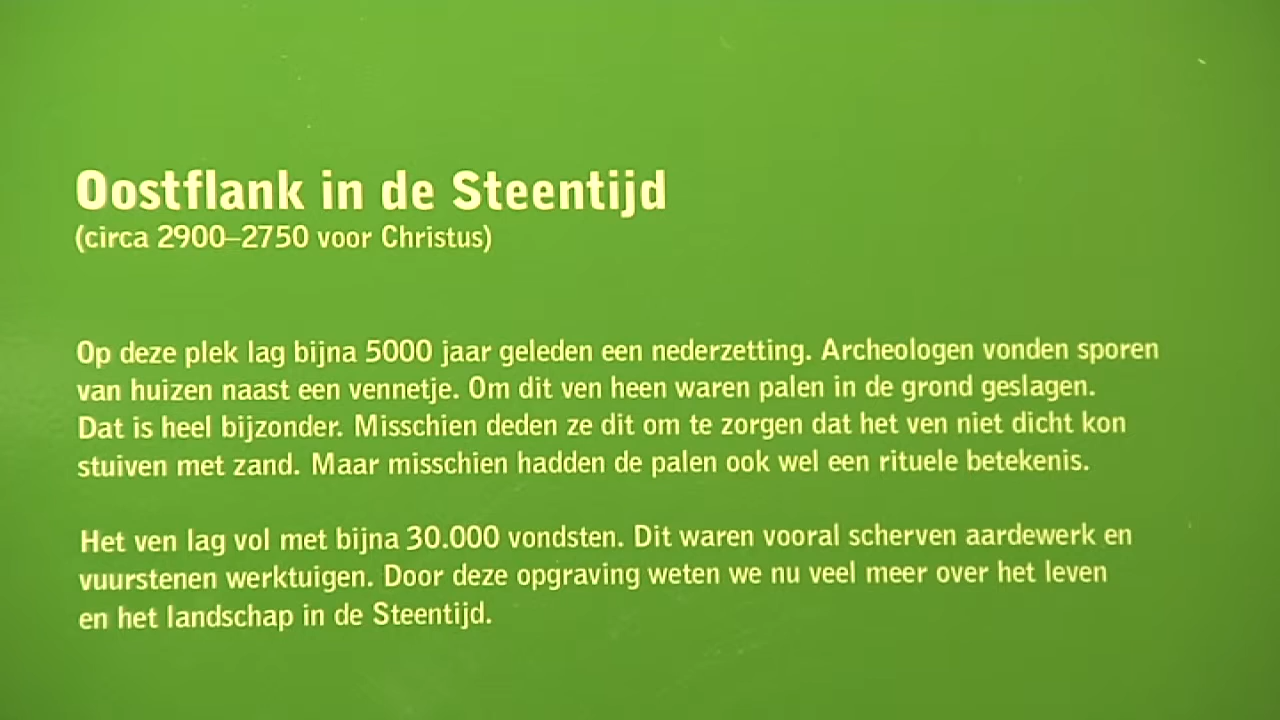 Oostflank in de Steentijd
(circa 2900–2750 voor Christus)
Op deze plek lag bijna 5000 jaar geleden een nederzetting. Archeologen vonden sporen
van huizen naast een vennetje. Om dit ven heen waren palen in de grond geslagen.
Dat is heel bijzonder. Misschien deden ze dit om te zorgen dat het ven niet dicht kon
stuiven met zand. Maar misschien hadden de palen ook wel een rituele betekenis.
Het ven lag vol met bijna 30.000 vondsten. Dit waren vooral scherven aardewerk en
vuurstenen werktuigen. Door deze opgraving weten we nu veel meer over het leven
en het landschap in de Steentijd.